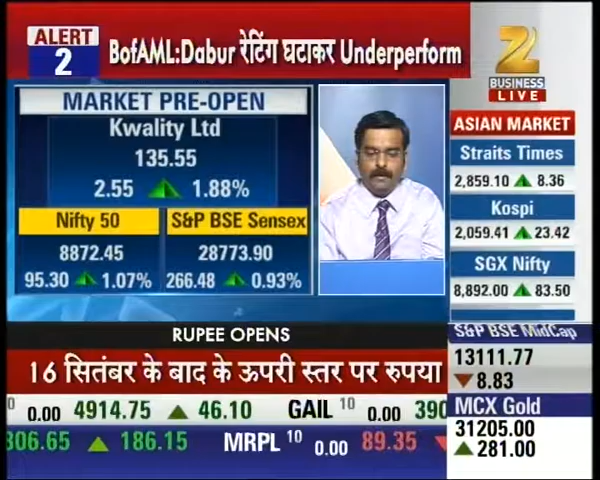 ALERT
2
BofAML:Dabur रेटिंग घटाकर Underperform
Z
BUSINESS
LIVE
MARKET PRE-OPEN
Kwality Ltd
135.55
2.55 1.88%
Nifty 50
8872.45
95.30 1.07%
S&P BSE Sensex
28773.90
266.48 0.93%
ASIAN MARKET
Straits Times
2,859.10 8.36
Kospi
2,059.41 23.42
SGX Nifty
8,892.00 83.50
RUPEE OPENS
16 सितंबर के बाद के ऊपरी स्तर पर रुपया
S&P BSE MidCap
13111.77
8.83
MCX Gold
31205.00
281.00
0.00 4914.75 46.10 GAIL 10 0.00 390
306.65 186.15 MRPL 10 0.00 89.35